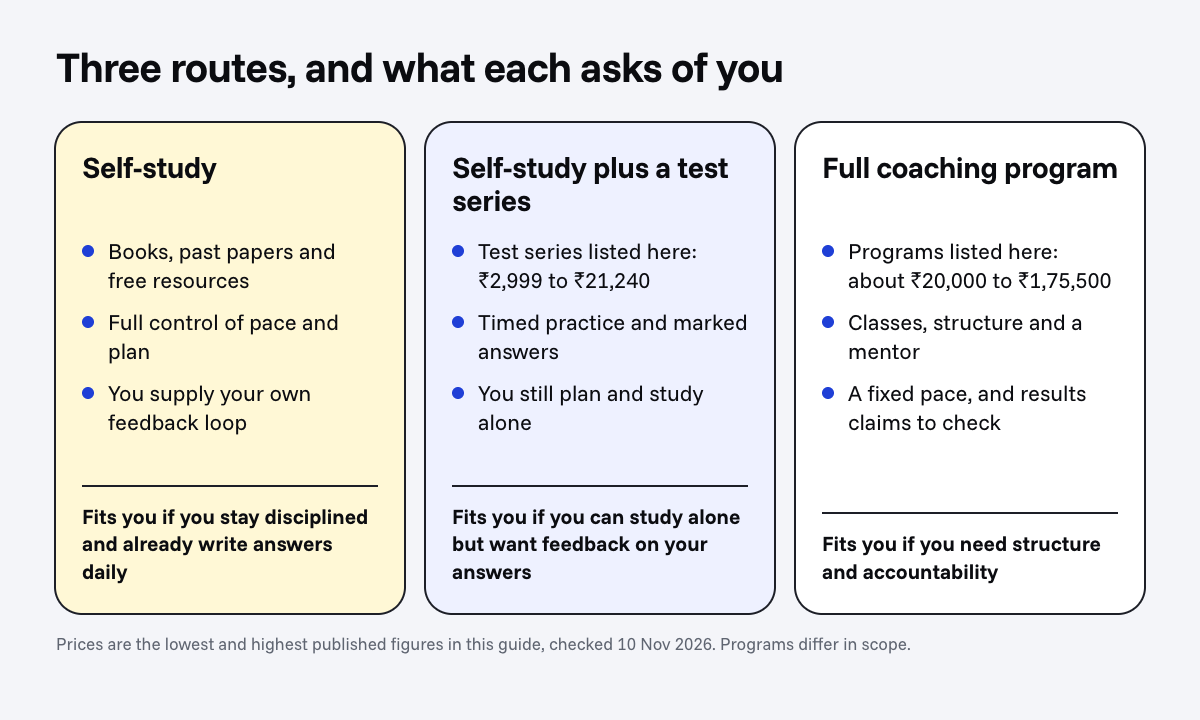 Three routes, and what each asks of you
Self-study
Books, past papers and
free resources
Full control of pace and
plan
You supply your own
feedback loop
Fits you if you stay disciplined
and already write answers
daily
Self-study plus a test
series
Test series listed here:
₹2,999 to ₹21,240
Timed practice and marked
answers
You still plan and study
alone
Fits you if you can study alone
but want feedback on your
answers
Full coaching program
Programs listed here:
about ₹20,000 to ₹1,75,500
Classes, structure and a
mentor
A fixed pace, and results
claims to check
Fits you if you need structure
and accountability
Prices are the lowest and highest published figures in this guide, checked 10 Nov 2026. Programs differ in scope.